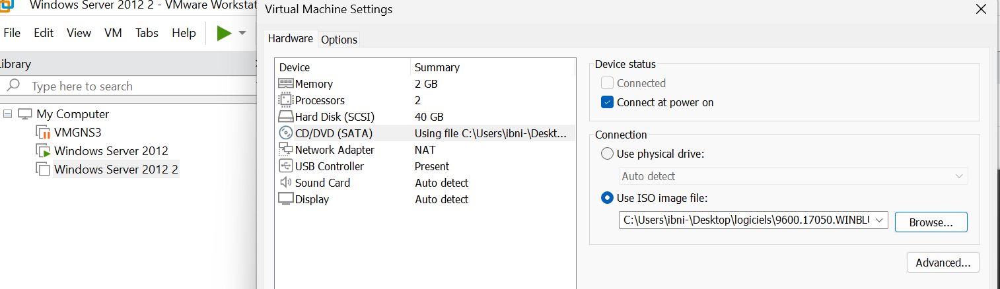 Windows Server 2012 2 - VMware Workstat
File Edit View VM Tabs Help
Library
Type here to search
My Computer
VMGNS3
Windows Server 2012
Windows Server 2012 2
Virtual Machine Settings
Hardware Options
Device Summary
Memory 2 GB
Processors 2
Hard Disk (SCSI) 40 GB
CD/DVD (SATA) Using file C:\Users\ibni-\Deskt...
Network Adapter NAT
USB Controller Present
Sound Card Auto detect
Display Auto detect
Device status
Connected
Connect at power on
Connection
Use physical drive:
Auto detect
Use ISO image file:
C:\Users\ibni-\Desktop\logiciels\9600.17050.WINBLU
Browse...
Advanced...